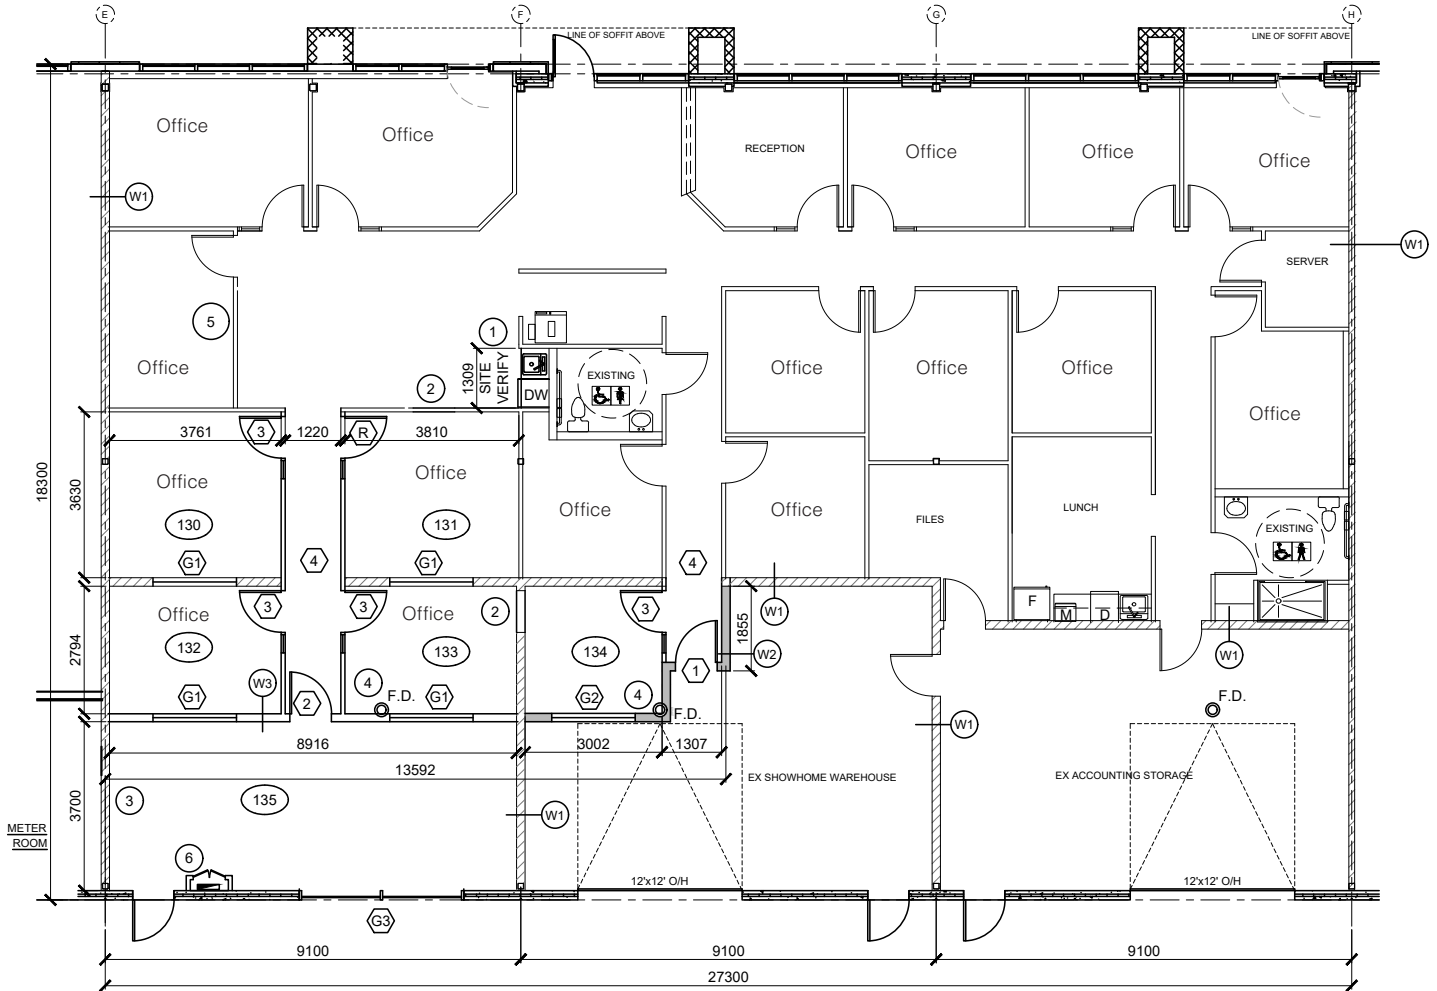 E
F
G
H
LINE OF SOFFIT ABOVE
LINE OF SOFFIT ABOVE
Office
Office
RECEPTION
Office
Office
Office
W1
W1
SERVER
5
1
Office
1309
SITE
VERIFY
DW
EXISTING
2
Office
Office
Office
Office
18300
3630
3761
3
1220
R
3810
Office
130
G1
Office
131
G1
4
Office
Office
FILES
LUNCH
EXISTING
4
W1
1855
F
M
D
W1
2794
Office
132
G1
3
3
Office
2
133
G1
4
F.D.
W3
2
134
3
G2
4
F.D.
1
W2
W1
F.D.
8916
3002
1307
13592
EX SHOWHOME WAREHOUSE
EX ACCOUNTING STORAGE
3700
3
135
W1
METER
ROOM
6
12'x12' O/H
12'x12' O/H
G3
9100
9100
9100
27300